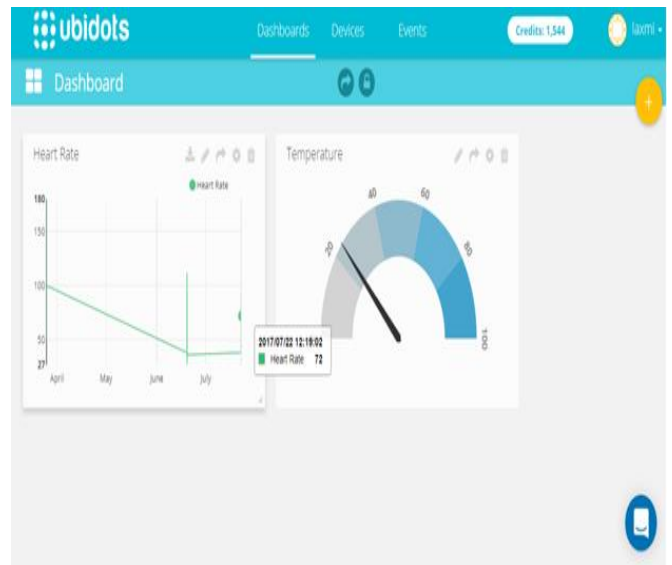 ubidots
Dashboards Devices Events Credits: 1,544 laxmi
Dashboard
+
Heart Rate
Heart Rate
180
150
100
50
27
April May June July
2017/07/22 12:19:02
Heart Rate 72
Temperature
20 40 60 80 100